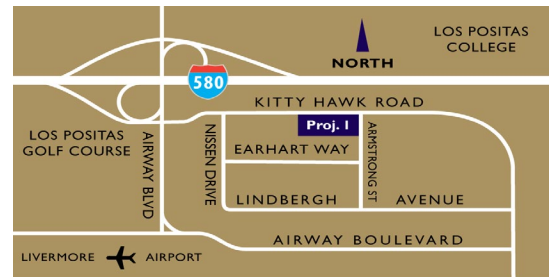 LOS POSITAS
COLLEGE
NORTH
580
KITTY HAWK ROAD
LOS POSITAS
GOLF COURSE
AIRWAY BLVD
NISSEN DRIVE
Proj. I
ARMSTRONG ST
EARHART WAY
LINDBERGH AVENUE
AIRWAY BOULEVARD
LIVERMORE AIRPORT